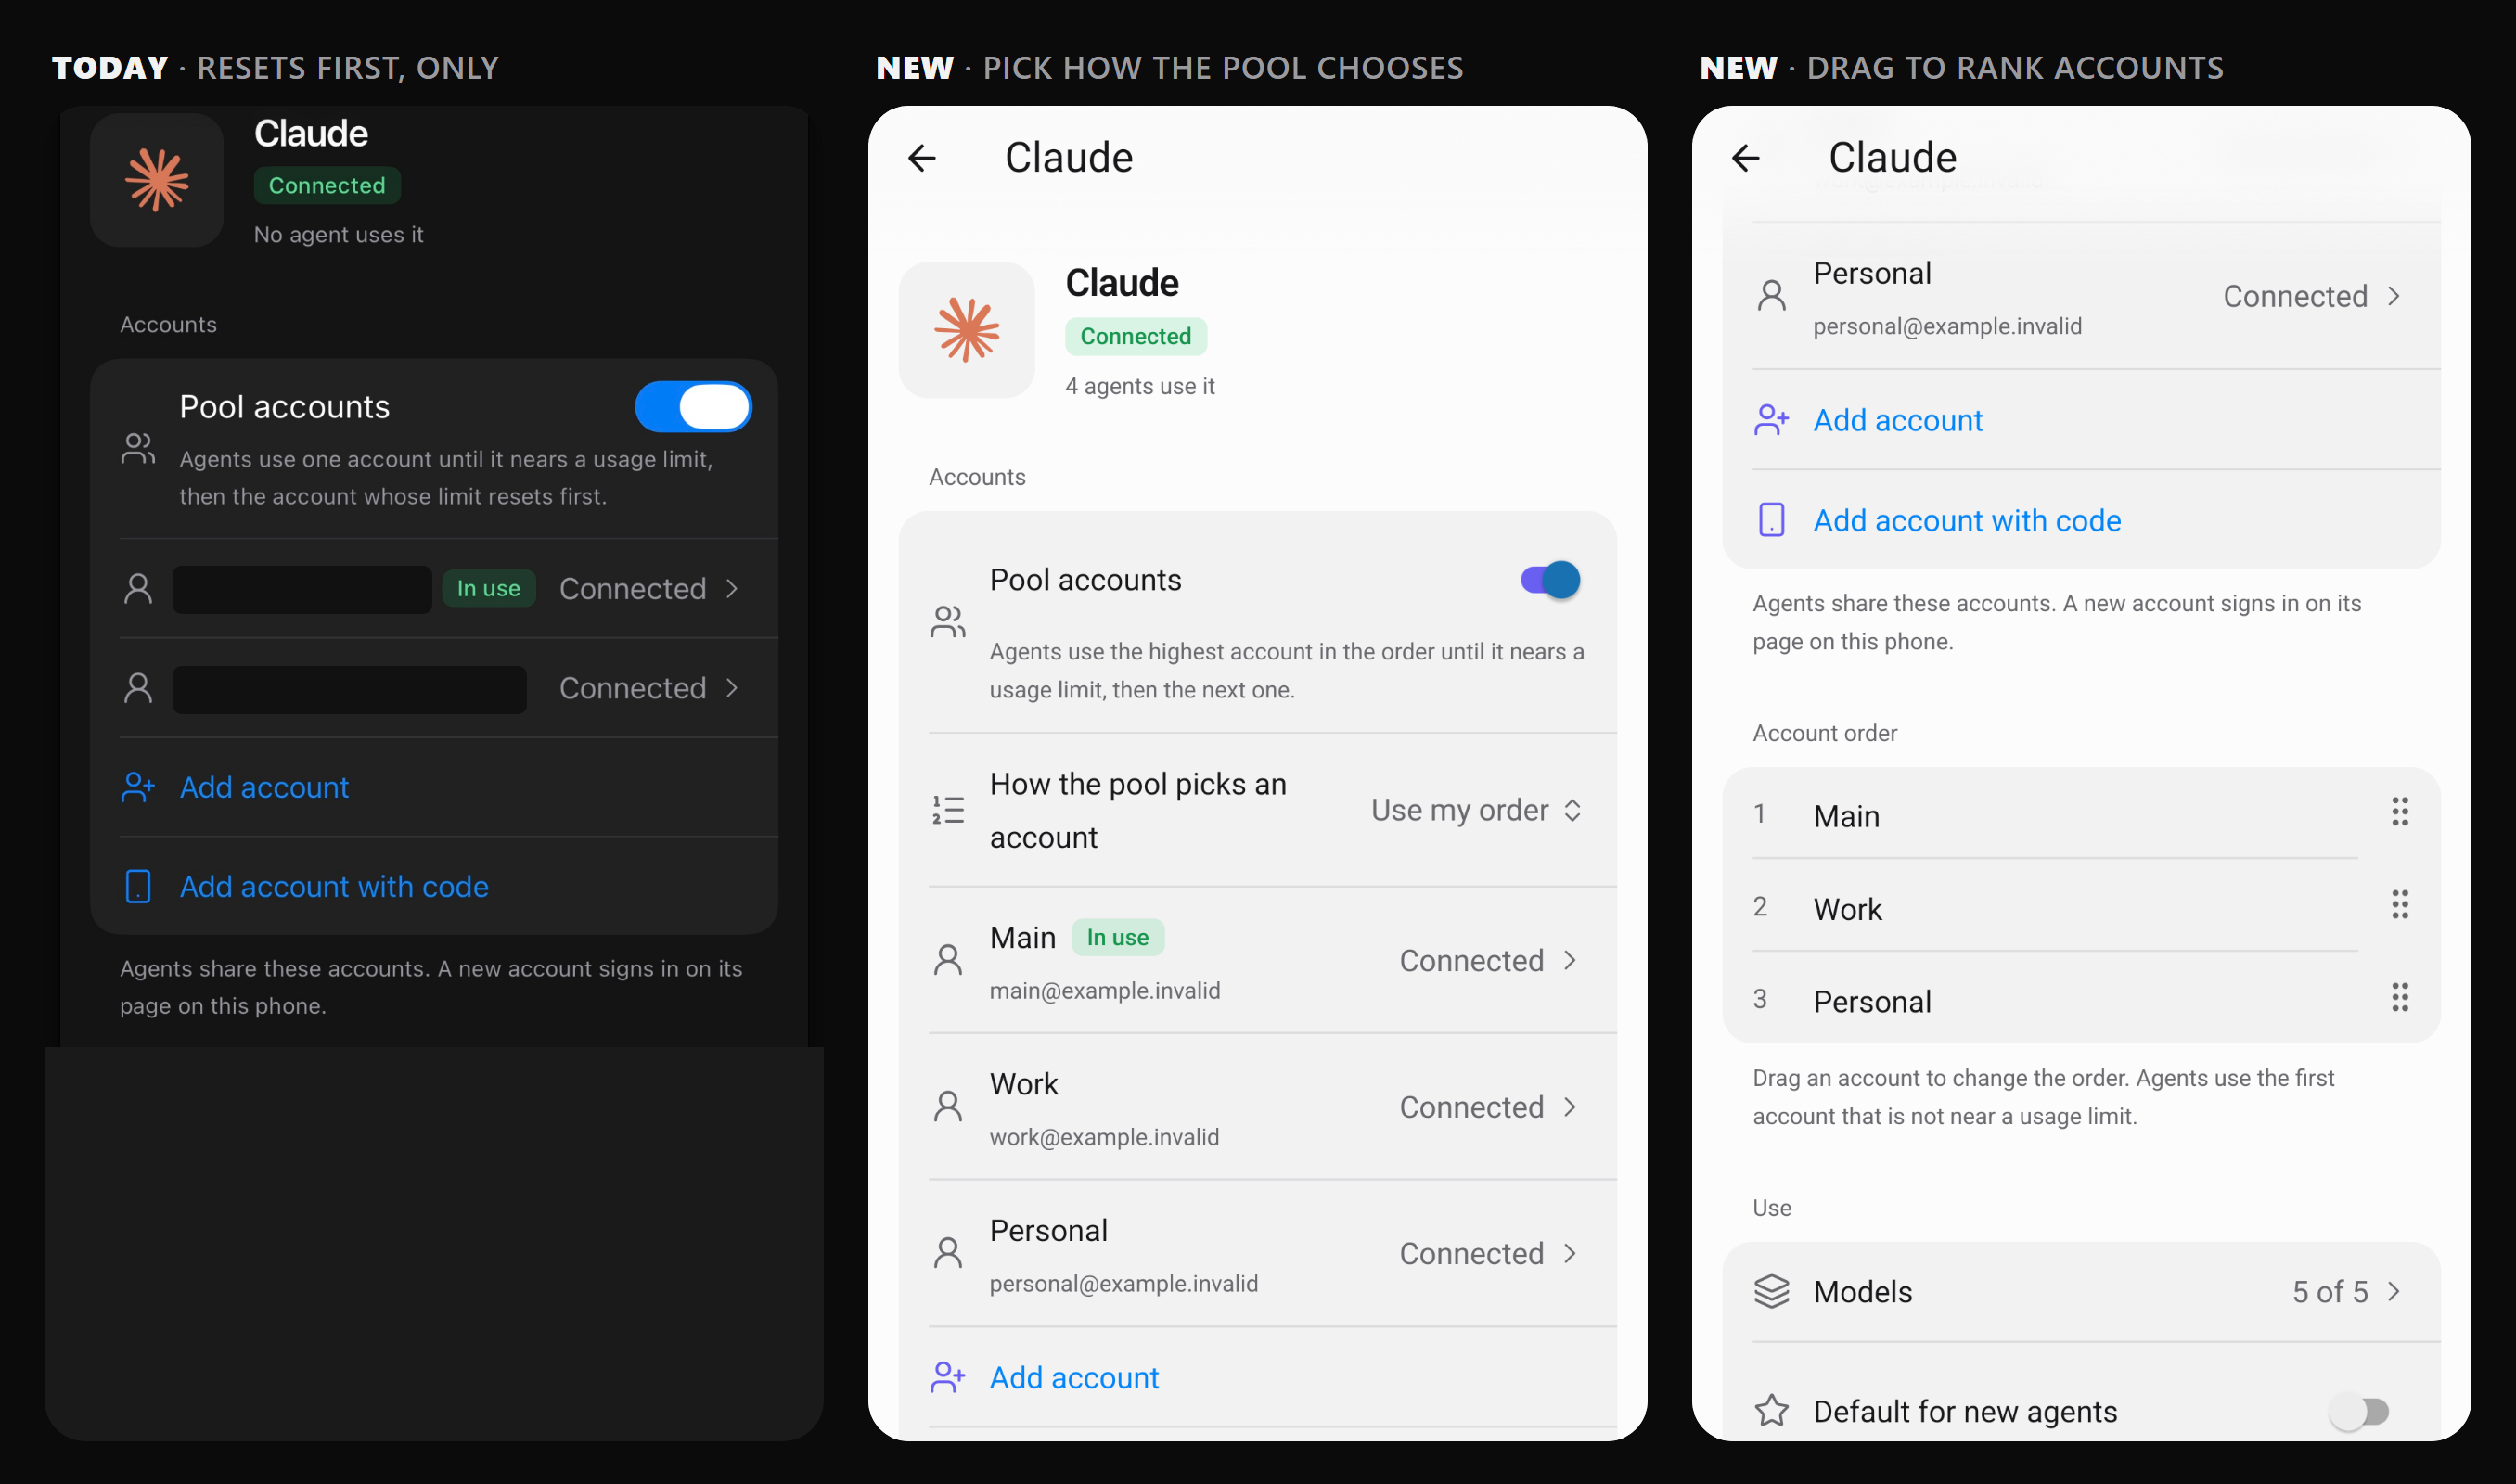 TODAY · RESETS FIRST, ONLY
Claude
Connected
No agent uses it
Accounts
Pool accounts
Agents use one account until it nears a usage limit,
then the account whose limit resets first.
In use Connected
Connected
Add account
Add account with code
Agents share these accounts. A new account signs in on its
page on this phone.
NEW · PICK HOW THE POOL CHOOSES
Claude
Claude
Connected
4 agents use it
Accounts
Pool accounts
Agents use the highest account in the order until it nears a
usage limit, then the next one.
How the pool picks an
account
Use my order
Main In use
main@example.invalid
Connected
Work
work@example.invalid
Connected
Personal
personal@example.invalid
Connected
Add account
NEW · DRAG TO RANK ACCOUNTS
Claude
Personal
personal@example.invalid
Connected
Add account
Add account with code
Agents share these accounts. A new account signs in on its
page on this phone.
Account order
1 Main
2 Work
3 Personal
Drag an account to change the order. Agents use the first
account that is not near a usage limit.
Use
Models 5 of 5
Default for new agents